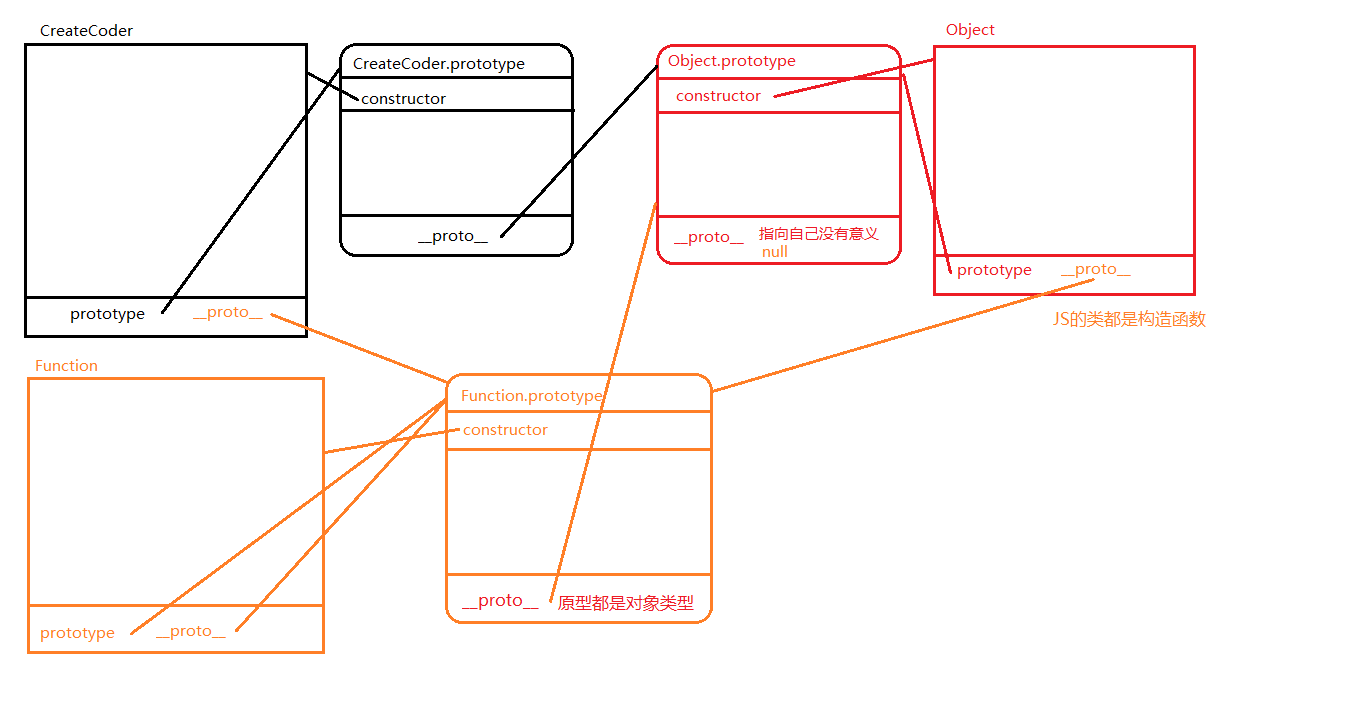 CreateCoder
CreateCoder.prototype
constructor
__proto__
prototype
__proto__
Object.prototype
constructor
__proto__
指向自己没有意义
null
Object
prototype
__proto__
JS的类都是构造函数
Function
prototype
__proto__
Function.prototype
constructor
__proto__
原型都是对象类型